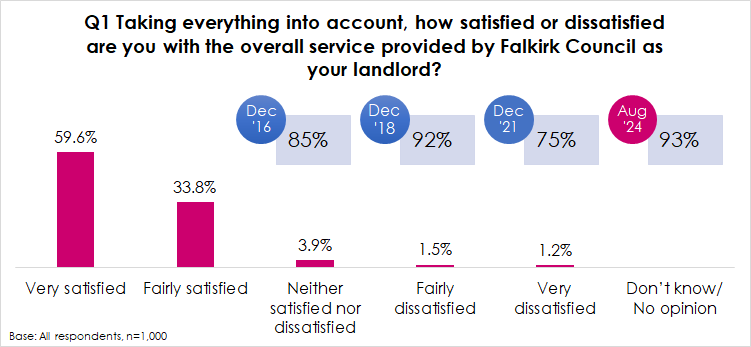 Q1 Taking everything into account, how satisfied or dissatisfied
are you with the overall service provided by Falkirk Council as
your landlord?
Dec
'16
85%
Dec
'18
92%
Dec
'21
75%
Aug
'24
93%
59.6%
33.8%
3.9%
1.5%
1.2%
Very satisfied
Fairly satisfied
Neither
satisfied nor
dissatisfied
Fairly
dissatisfied
Very
dissatisfied
Don't know/
No opinion
Base: All respondents, n=1,000